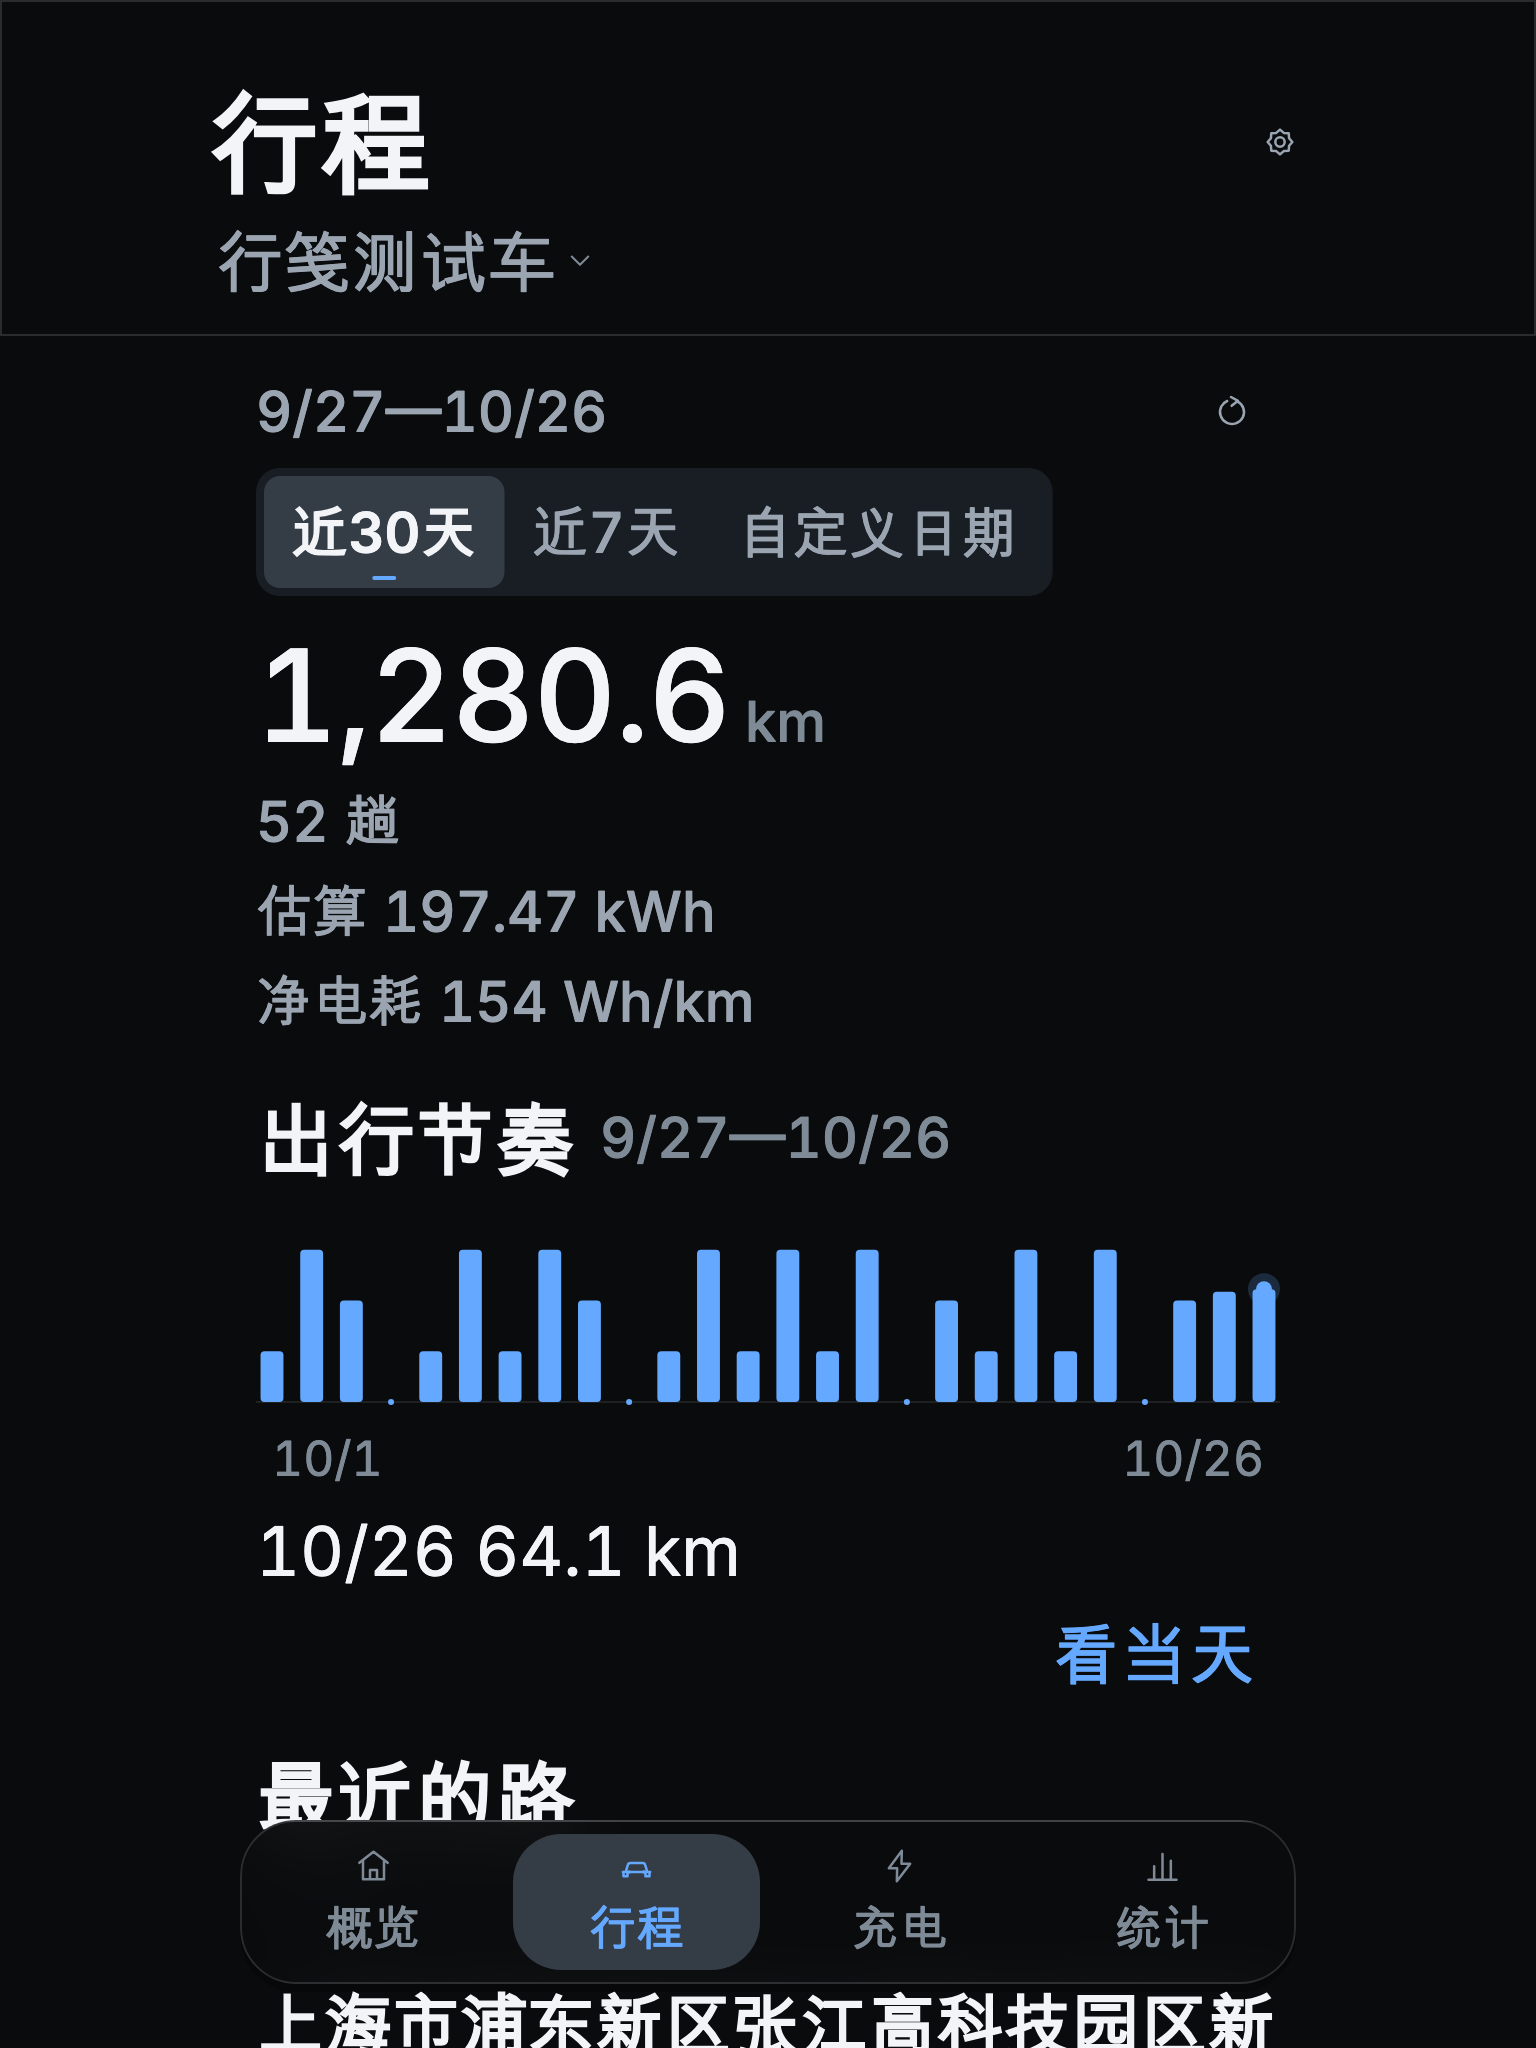 行程
行笺测试车
9/27—10/26
近30天 近7天 自定义日期
1,280.6 km
52 趟
估算 197.47 kWh
净电耗 154 Wh/km
出行节奏 9/27—10/26
10/1 10/26
10/26 64.1 km
看当天
最近的路
概览 行程 充电 统计
上海市浦东新区张江高科技园区新